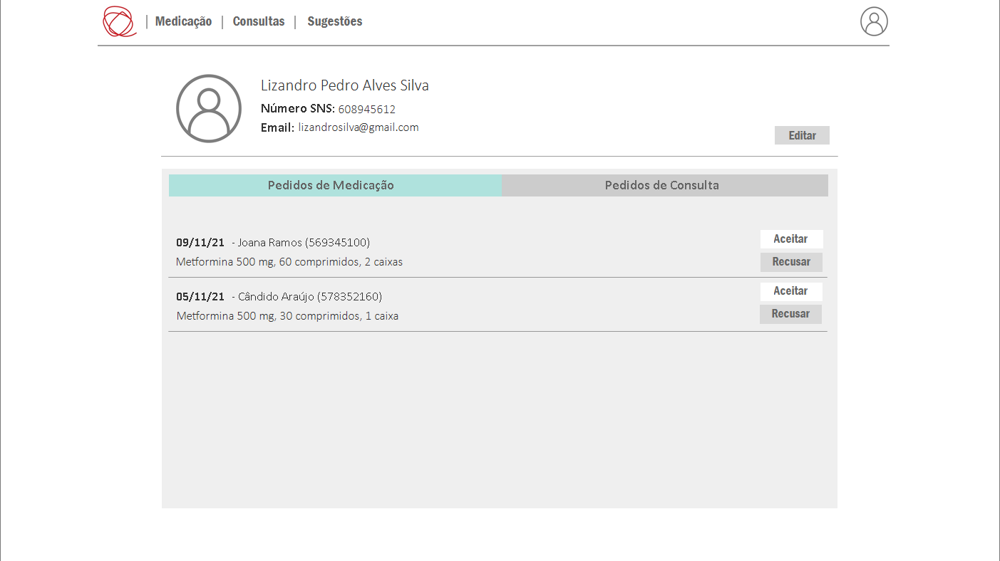 | Medicação | Consultas | Sugestões
Lizandro Pedro Alves Silva
Número SNS: 608945612
Email: lizandrosilva@gmail.com
Editar
Pedidos de Medicação Pedidos de Consulta
09/11/21 - Joana Ramos (569345100)
Aceitar
Metformina 500 mg, 60 comprimidos, 2 caixas
Recusar
05/11/21 - Cândido Araújo (578352160)
Aceitar
Metformina 500 mg, 30 comprimidos, 1 caixa
Recusar